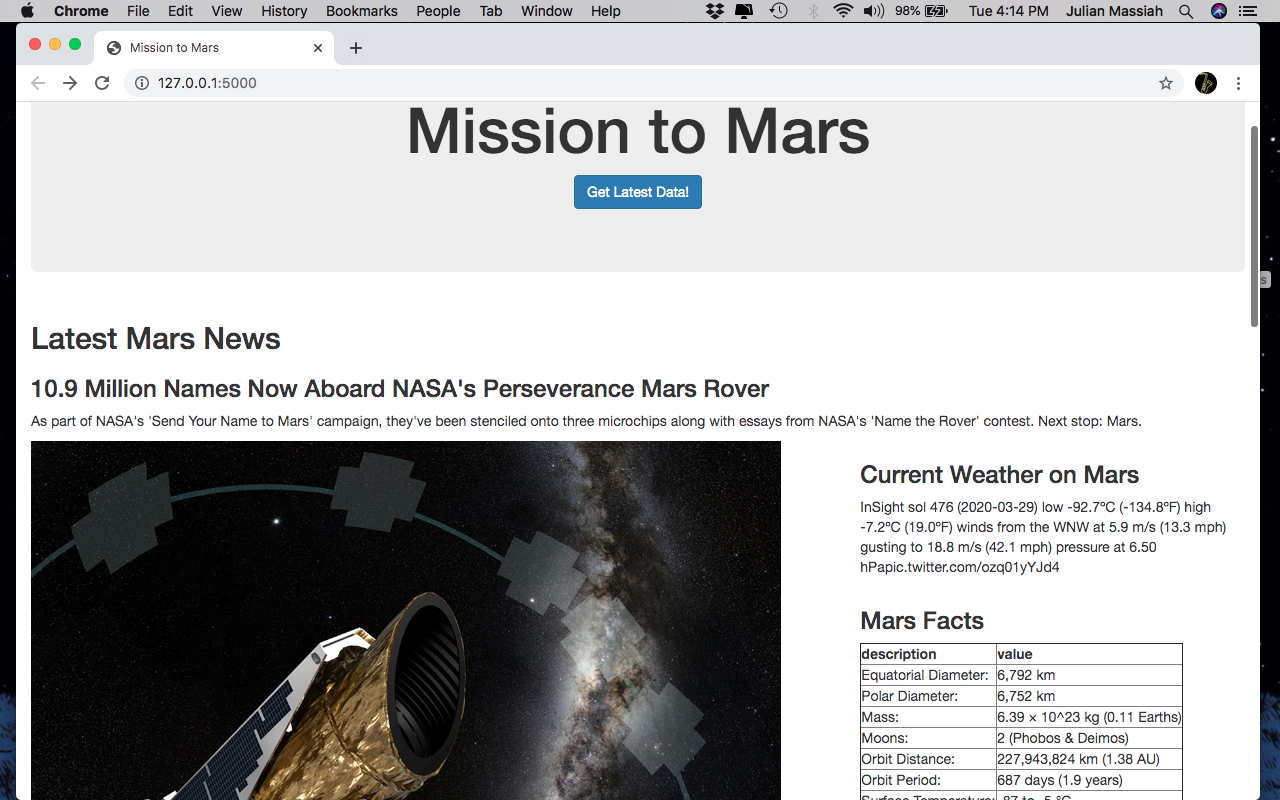 Chrome File Edit View History Bookmarks People Tab Window Help 98% Tue 4:14 PM Julian Massiah
Mission to Mars
127.0.0.1:5000
Mission to Mars
Get Latest Data!
s
Latest Mars News
10.9 Million Names Now Aboard NASA's Perseverance Mars Rover
As part of NASA's 'Send Your Name to Mars' campaign, they've been stenciled onto three microchips along with essays from NASA's 'Name the Rover' contest. Next stop: Mars.
Current Weather on Mars
InSight sol 476 (2020-03-29) low -92.7ºC (-134.8ºF) high
-7.2ºC (19.0ºF) winds from the WNW at 5.9 m/s (13.3 mph)
gusting to 18.8 m/s (42.1 mph) pressure at 6.50
hPapic.twitter.com/ozq01yYJd4
Mars Facts
description value
Equatorial Diameter: 6,792 km
Polar Diameter: 6,752 km
Mass: 6.39 × 10^23 kg (0.11 Earths)
Moons: 2 (Phobos & Deimos)
Orbit Distance: 227,943,824 km (1.38 AU)
Orbit Period: 687 days (1.9 years)
Surface Temperature: -87 to -5 °C